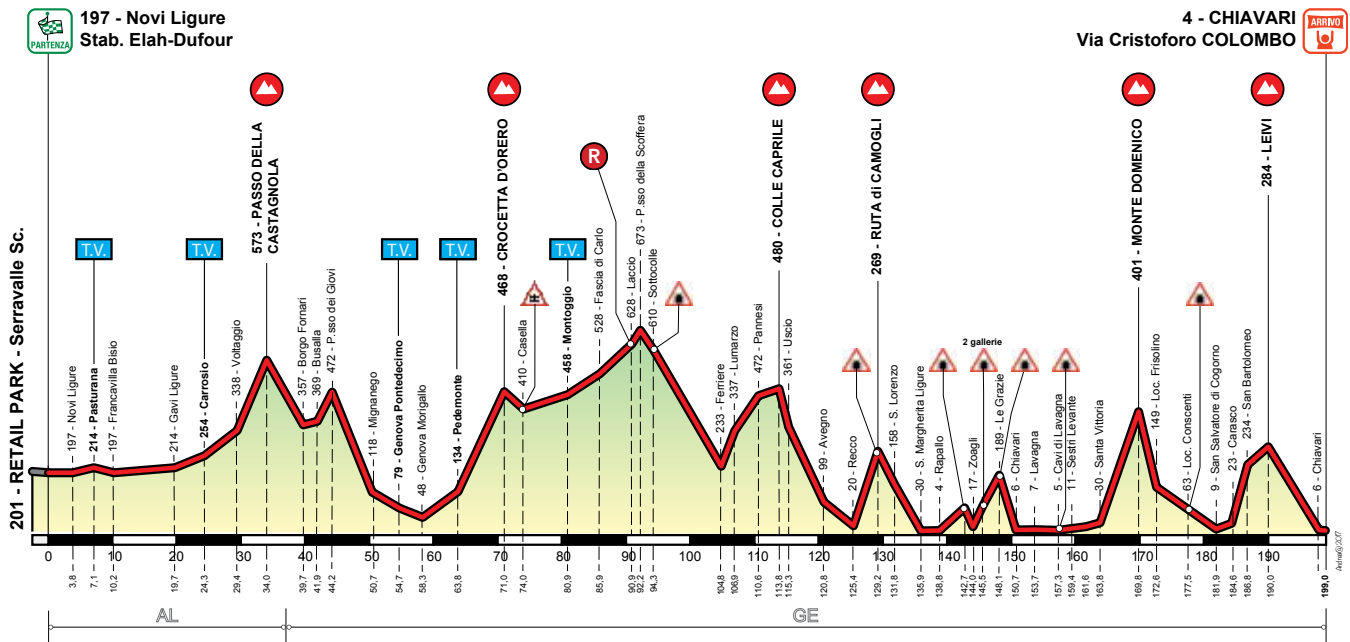 PARTENZA
197 - Novi Ligure
Stab. Elah-Dufour
4 - CHIAVARI
Via Cristoforo COLOMBO
ARRIVO
201 - RETAIL PARK - Serravalle Sc.
197 - Novi Ligure
T.V.
214 - Pasturana
197 - Francavilla Bisio
214 - Gavi Ligure
T.V.
254 - Carrosio
338 - Voltaggio
573 - PASSO DELLA
CASTAGNOLA
357 - Borgo Fornari
369 - Busalla
472 - P.sso dei Giovi
118 - Mignanego
T.V.
79 - Genova Pontedecimo
48 - Genova Morigallo
T.V.
134 - Pedemonte
468 - CROCETTA D'ORERO
410 - Casella
T.V.
458 - Montoggio
528 - Fascia di Carlo
R
628 - Laccio
673 - P.sso della Scoffera
610 - Sottocolle
233 - Ferriere
337 - Lumarzo
472 - Pannesi
480 - COLLE CAPRILE
361 - Uscio
99 - Avegno
20 - Recco
269 - RUTA di CAMOGLI
158 - S. Lorenzo
30 - S. Margherita Ligure
4 - Rapallo
17 - Zoagli
2 gallerie
189 - Le Grazie
6 - Chiavari
7 - Lavagna
5 - Cavi di Lavagna
11 - Sestri Levante
30 - Santa Vittoria
401 - MONTE DOMENICO
149 - Loc. Frisolino
63 - Loc. Conscenti
9 - San Salvatore di Cogorno
23 - Carasco
234 - San Bartolomeo
284 - LEIVI
6 - Chiavari
0 10 20 30 40 50 60 70 80 90 100 110 120 130 140 150 160 170 180 190
3,8 7,1 10,2 19,7 24,3 29,4 34,0 39,7 41,9 44,2 50,7 54,7 58,3 63,8 71,0 74,0 80,9 85,9 90,9 92,2 94,3 104,8 106,9 110,6 113,8 115,3 120,8 125,4 129,2 131,8 135,9 138,8 142,7 144,0 145,5 148,1 150,7 153,7 157,3 159,4 161,6 163,8 169,8 172,6 177,5 181,9 184,6 186,8 190,0 199,0
AL
GE